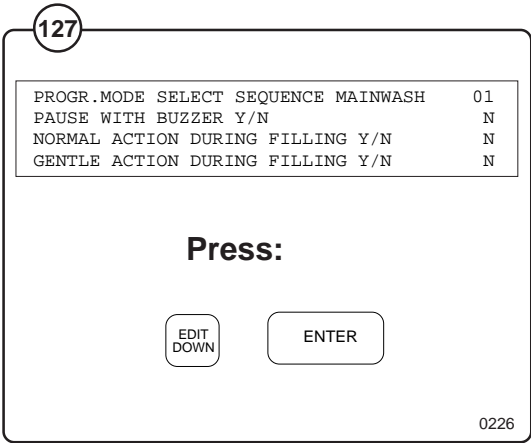 127
PROGR.MODE SELECT SEQUENCE MAINWASH 01
PAUSE WITH BUZZER Y/N N
NORMAL ACTION DURING FILLING Y/N N
GENTLE ACTION DURING FILLING Y/N N
Press:
EDIT
DOWN
ENTER
0226